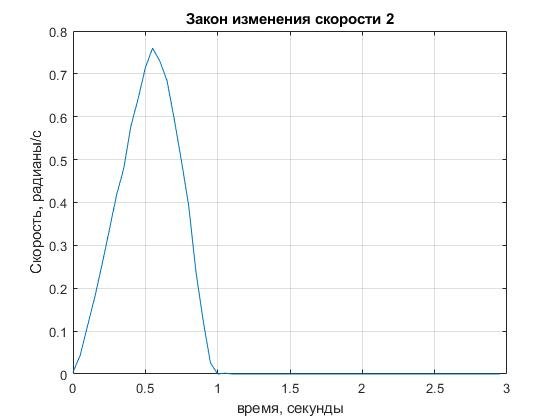 Закон изменения скорости 2
0.8
0.7
0.6
0.5
0.4
0.3
0.2
0.1
0
Скорость, радианы/с
0 0.5 1 1.5 2 2.5 3
время, секунды